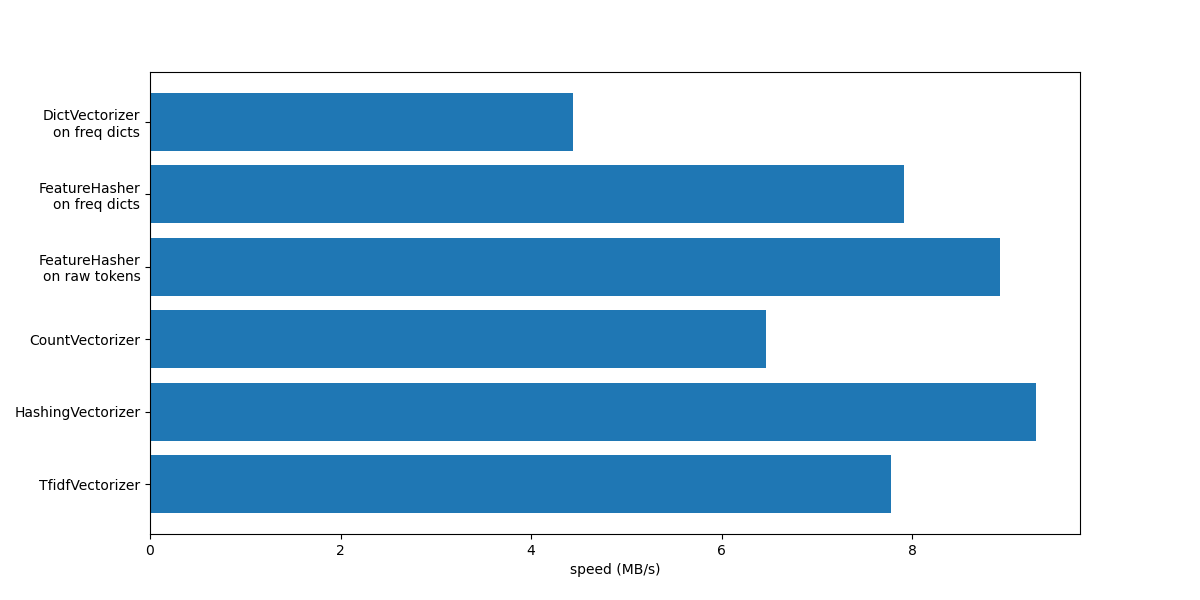 DictVectorizer
on freq dicts
FeatureHasher
on freq dicts
FeatureHasher
on raw tokens
CountVectorizer
HashingVectorizer
TfidfVectorizer
0 2 4 6 8
speed (MB/s)